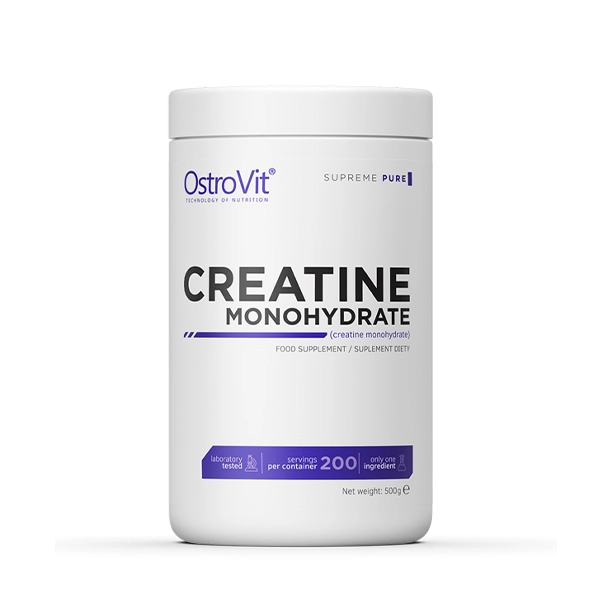 OstroVit®
TECHNOLOGY OF NUTRITION
SUPREME PURE
CREATINE
MONOHYDRATE
(creatine monohydrate)
FOOD SUPPLEMENT / SUPLEMENT DIETY
laboratory
tested
servings
per container 200
only one
ingredient
Net weight: 500g ℮